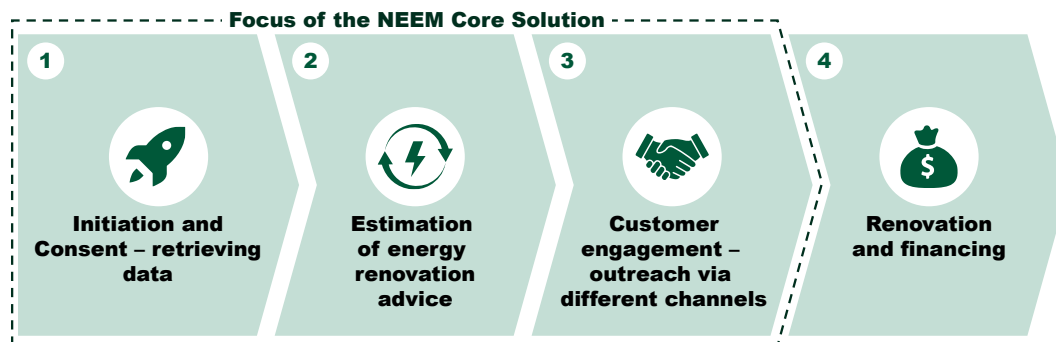 Focus of the NEEM Core Solution
1
Initiation and
Consent – retrieving
data
2
Estimation
of energy
renovation
advice
3
Customer
engagement –
outreach via
different channels
4
$
Renovation
and financing